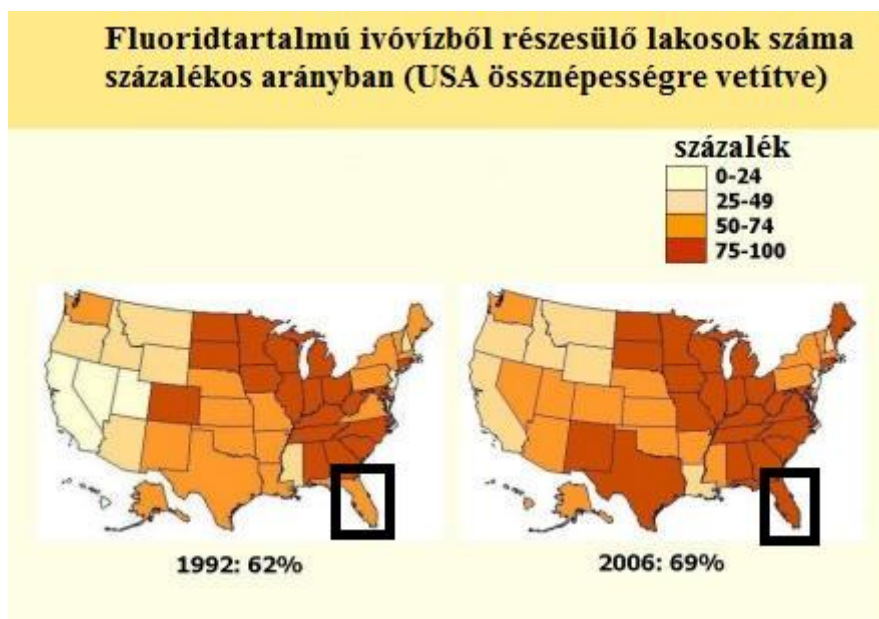 Fluoridtartalmú ivóvízből részesülő lakosok száma
százalékos arányban (USA össznépességre vetítve)
százalék
0-24
25-49
50-74
75-100
1992: 62%
2006: 69%